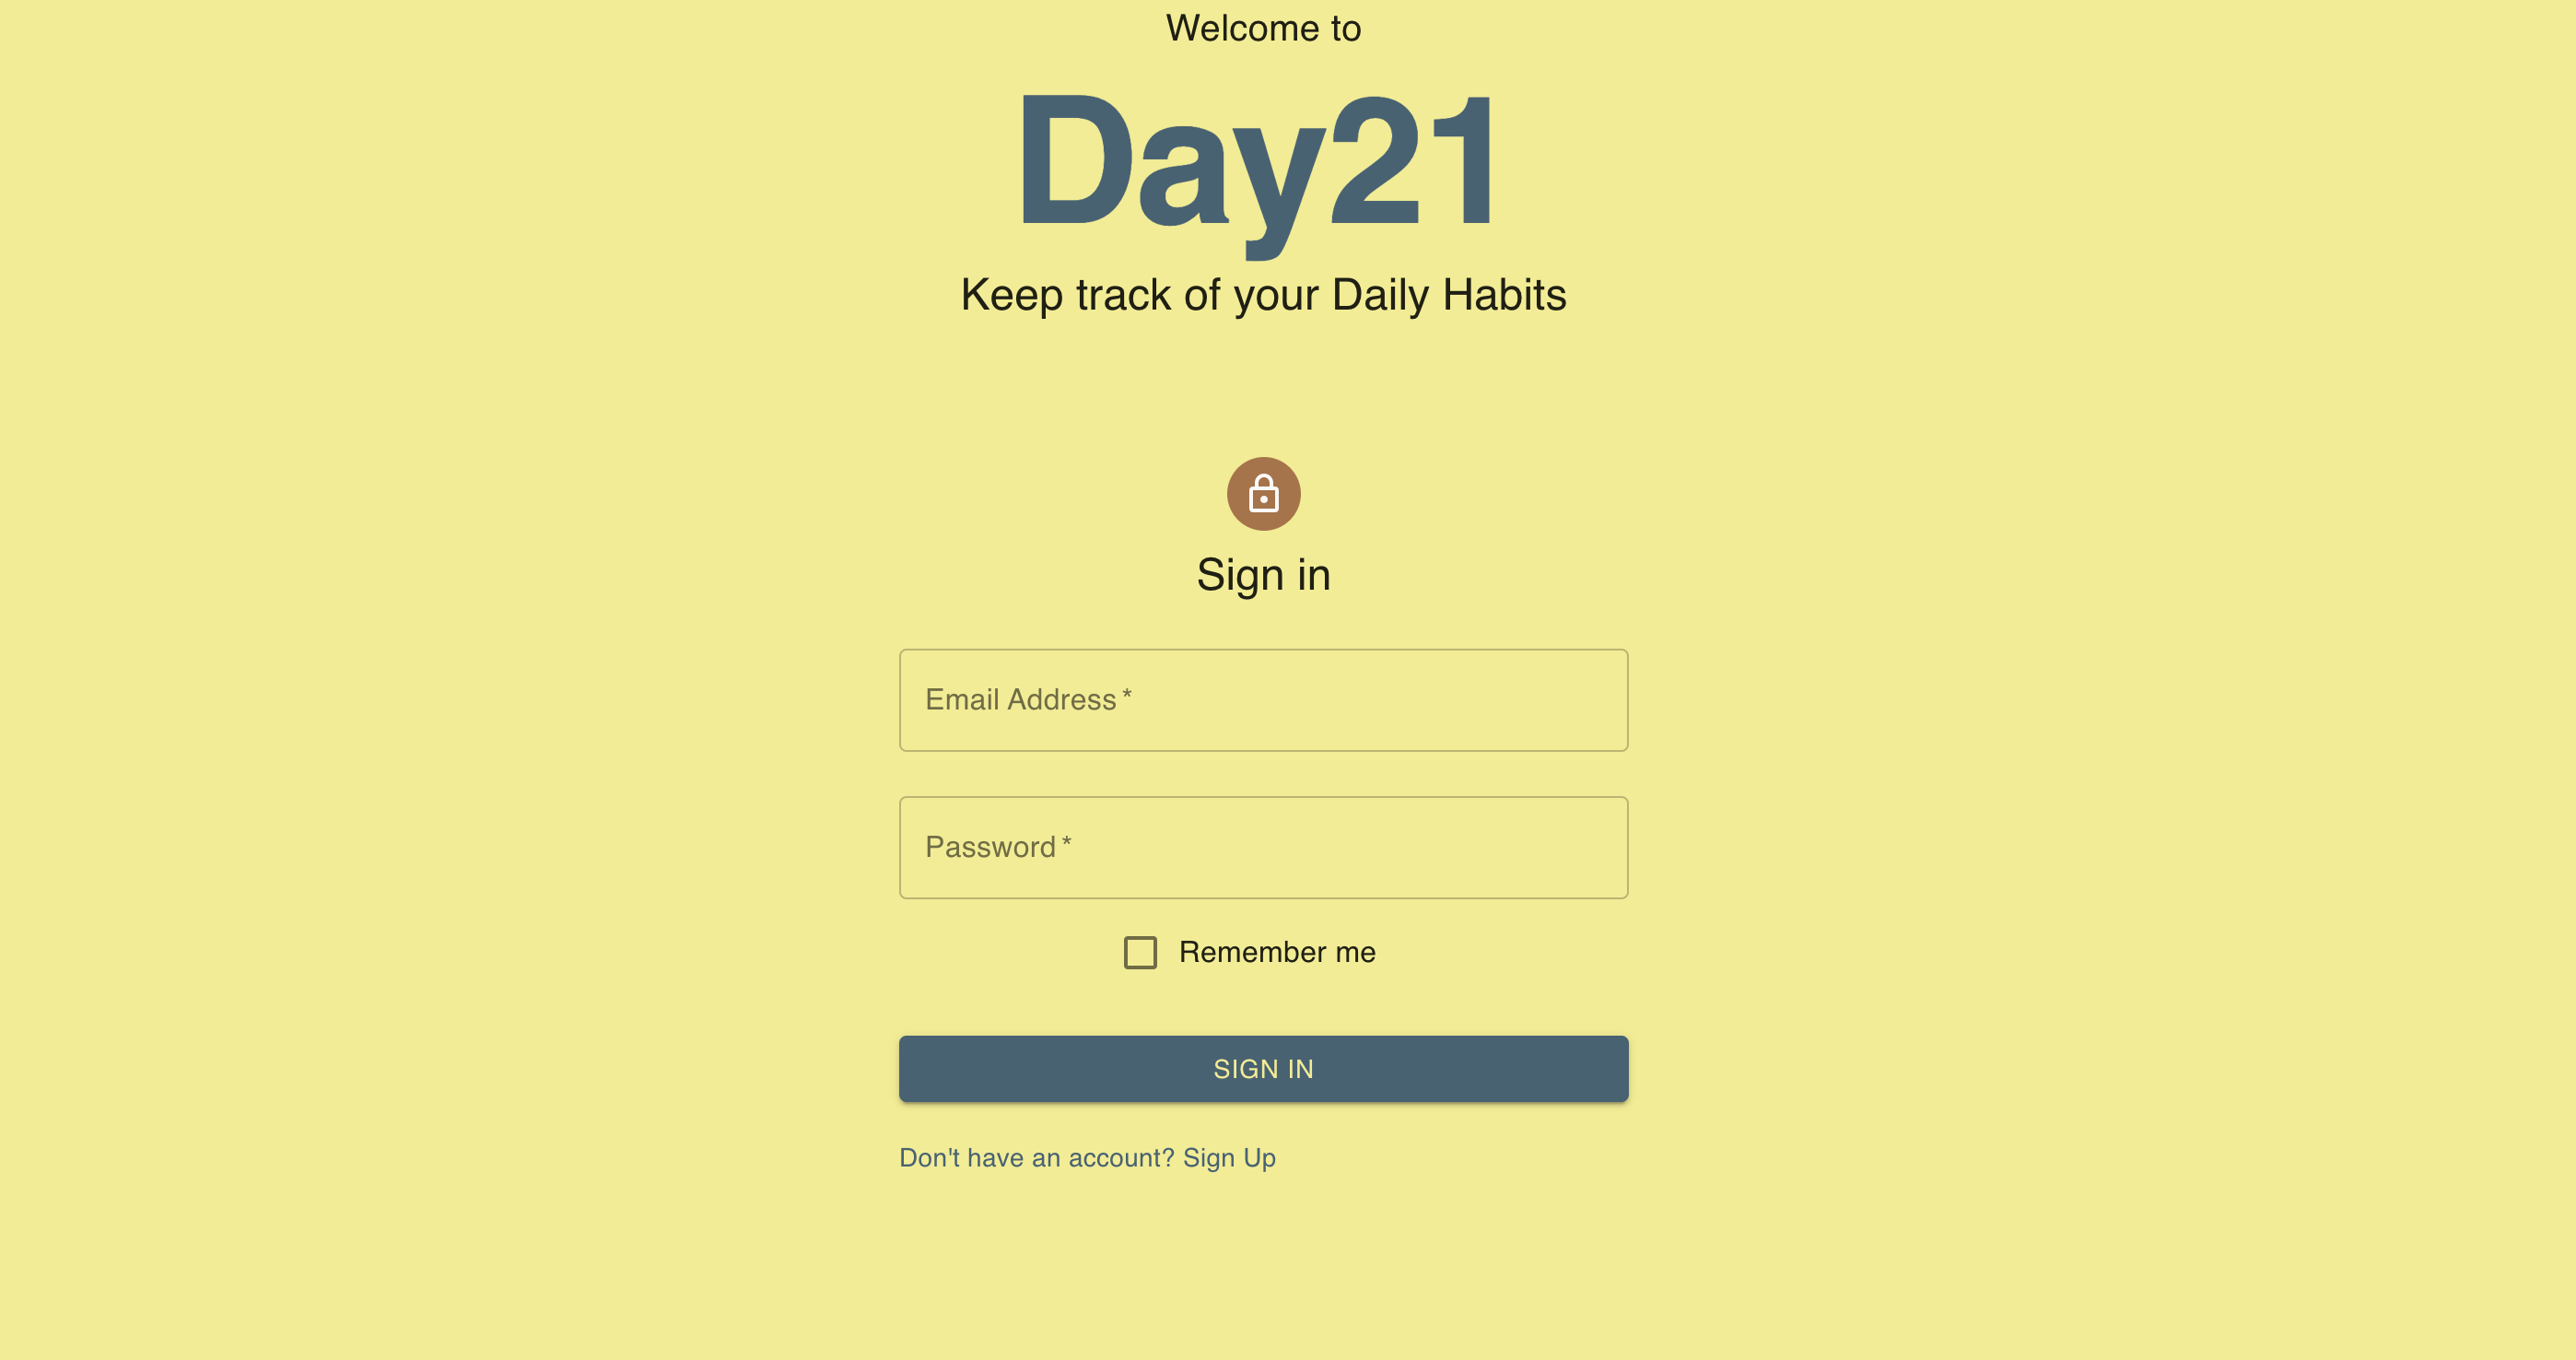 Welcome to
Day21
Keep track of your Daily Habits
Sign in
Email Address *
Password *
Remember me
SIGN IN
Don't have an account? Sign Up